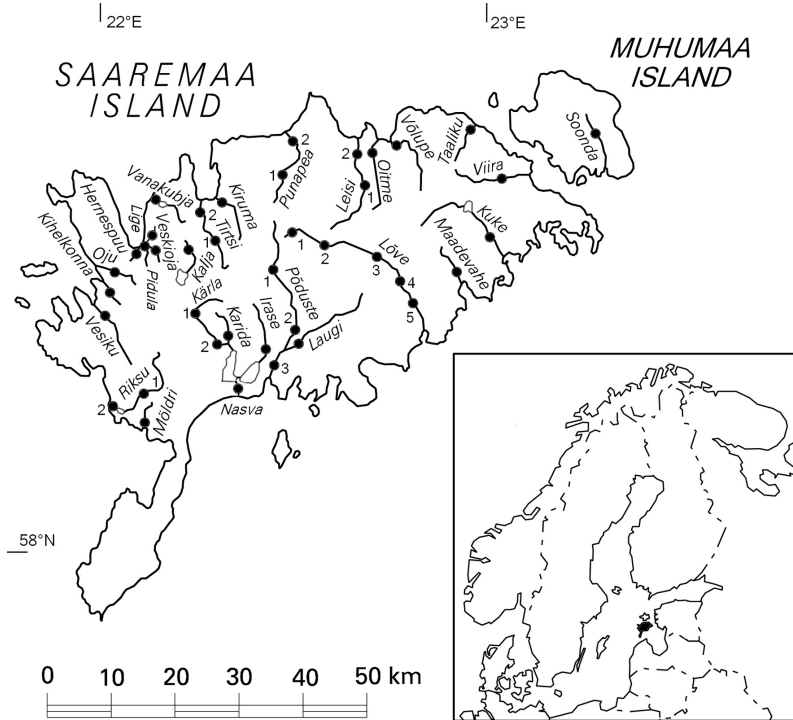 22°E
23°E
SAAREMAA
ISLAND
MUHUMAA
ISLAND
2
Punapea
1
2
Leisi
1
Oitme
Võlupe
Taaliku
Viira
Soonda
Vanakubja
Kiruma
2
Tirtsi
1
Hernespuu
Lige
Veskioja
Kihelkonna
Oju
Pidula
Kalja
Kuke
Maadevahe
1
2
Lõve
3
4
5
Kärla
1
Karida
2
Irase
1
Põduste
2
Laugi
3
Vesiku
Riksu
1
2
Möldri
Nasva
58°N
0
10
20
30
40
50 km